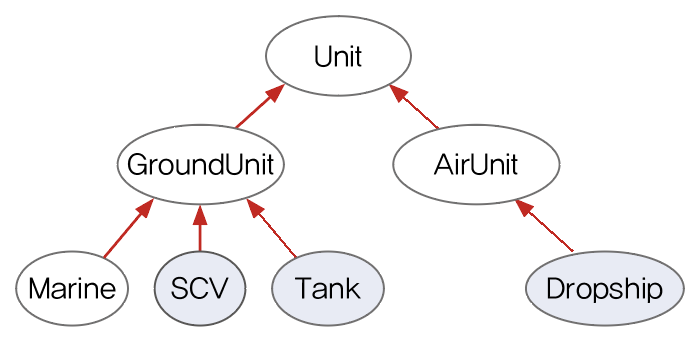 Unit
GroundUnit
AirUnit
Marine
SCV
Tank
Dropship